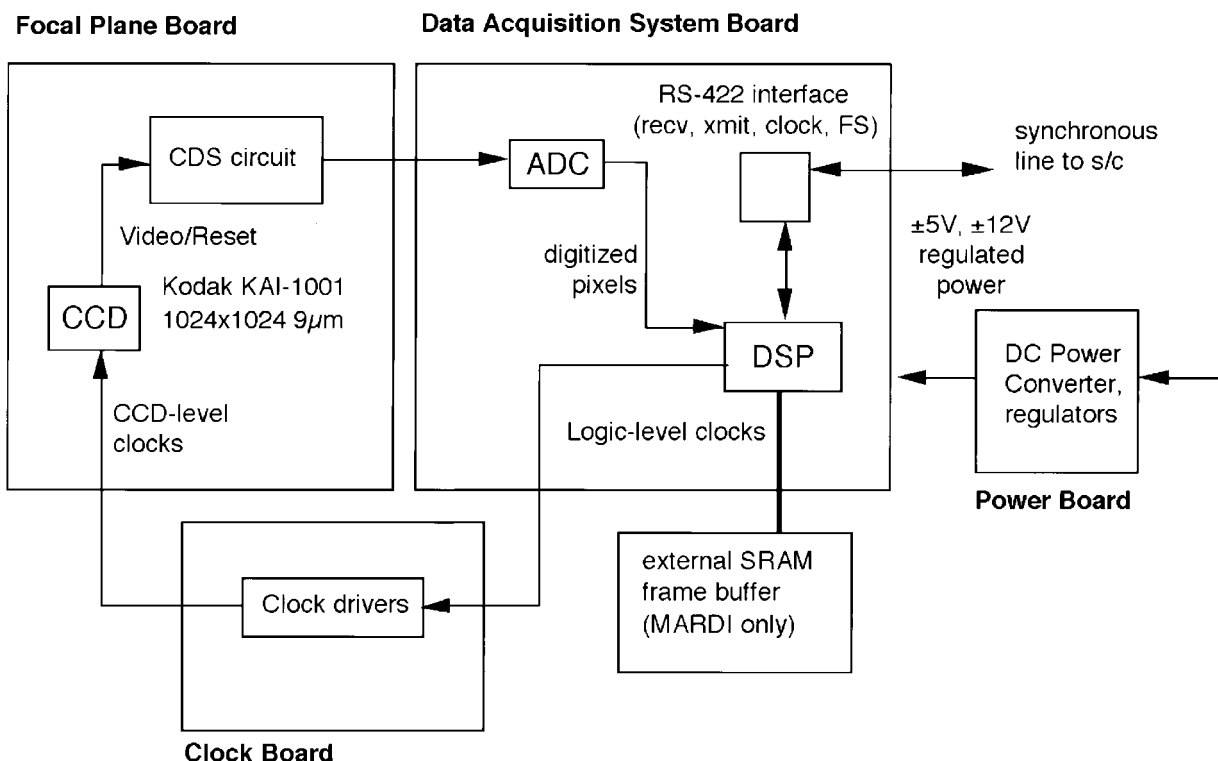 Focal Plane Board
Data Acquisition System Board
RS-422 interface
(recv, xmit, clock, FS)
CDS circuit
ADC
synchronous
line to s/c
Video/Reset
digitized
pixels
±5V, ±12V
regulated
power
Kodak KAI-1001
1024x1024 9µm
CCD
DSP
DC Power
Converter,
regulators
CCD-level
clocks
Logic-level clocks
Power Board
external SRAM
frame buffer
(MARDI only)
Clock drivers
Clock Board